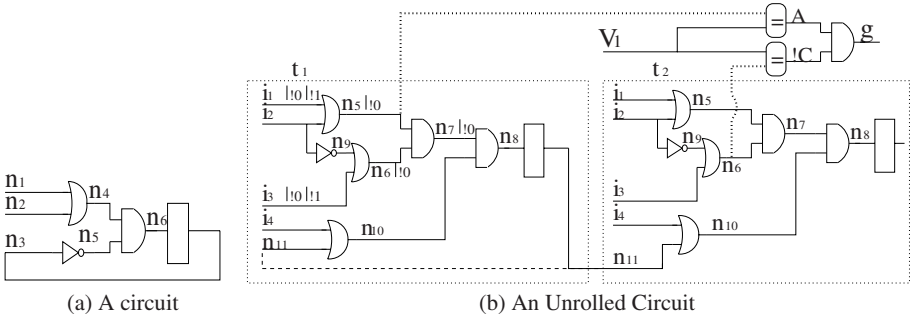 A
V1
=
g
=
!C
t1
t2
i1 |!0 |!1
n5|!0
i2
n7|!0
n9
n8
n6|!0
i3 |!0 |!1
i4
n10
n11
i1
n5
i2
n7
n9
n8
n6
i3
i4
n10
n11
n1
n4
n2
n6
n3
n5
(a) A circuit
(b) An Unrolled Circuit